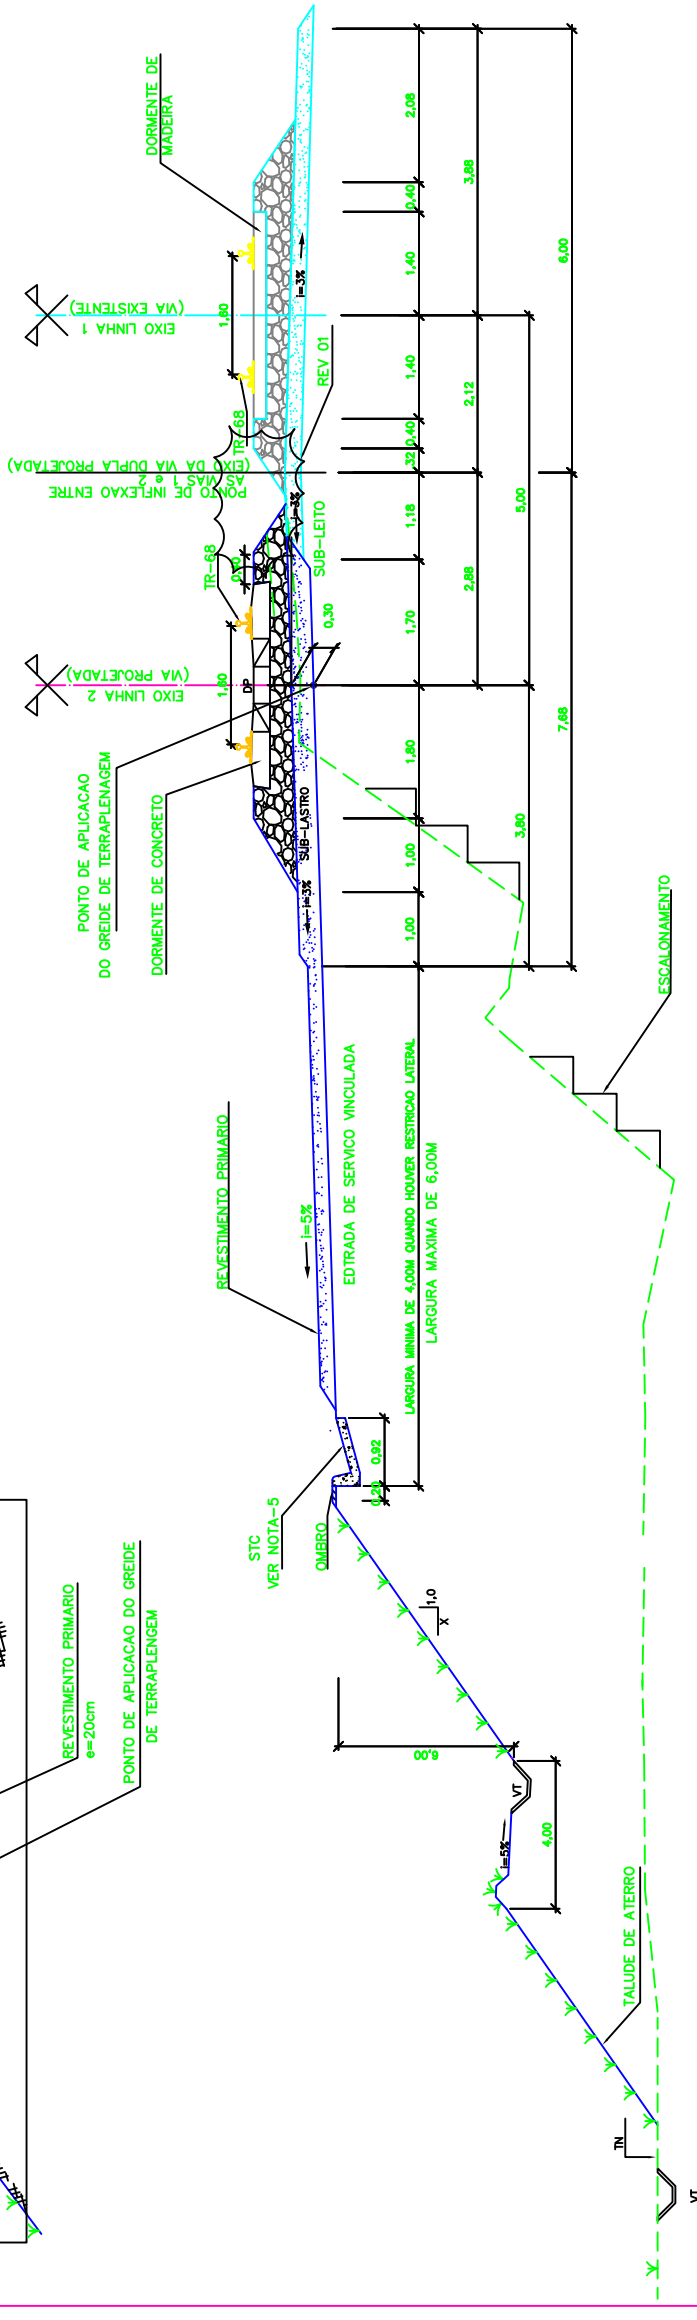 DORMENTE DE
MADEIRA
EIXO LINHA 1
(VIA EXISTENTE)
1,60
TR-68
i=3%
REV 01
PONTO DE INFLEXAO ENTRE
AS VIAS 1 e 2
(EIXO DA VIA DUPLA PROJETADA)
TR-68
i=3%
SUB-LEITO
0,30
EIXO LINHA 2
(VIA PROJETADA)
1,60
DP
PONTO DE APLICACAO
DO GREIDE DE TERRAPLENAGEM
DORMENTE DE CONCRETO
SUB-LASTRO
i=3%
2,08
0,40
1,40
1,40
0,40
,32
1,18
1,70
1,80
1,00
1,00
3,88
2,12
2,88
5,00
3,80
6,00
7,68
ESCALONAMENTO
REVESTIMENTO PRIMARIO
i=5%
EDTRADA DE SERVICO VINCULADA
LARGURA MINIMA DE 4,00M QUANDO HOUVER RESTRICAO LATERAL
LARGURA MAXIMA DE 6,00M
0,92
0,20
STC
VER NOTA-5
OMBRO
1,0
X
6,00
VT
i=5%
4,00
TALUDE DE ATERRO
TN
VT
REVESTIMENTO PRIMARIO
e=20cm
PONTO DE APLICACAO DO GREIDE
DE TERRAPLENGEM